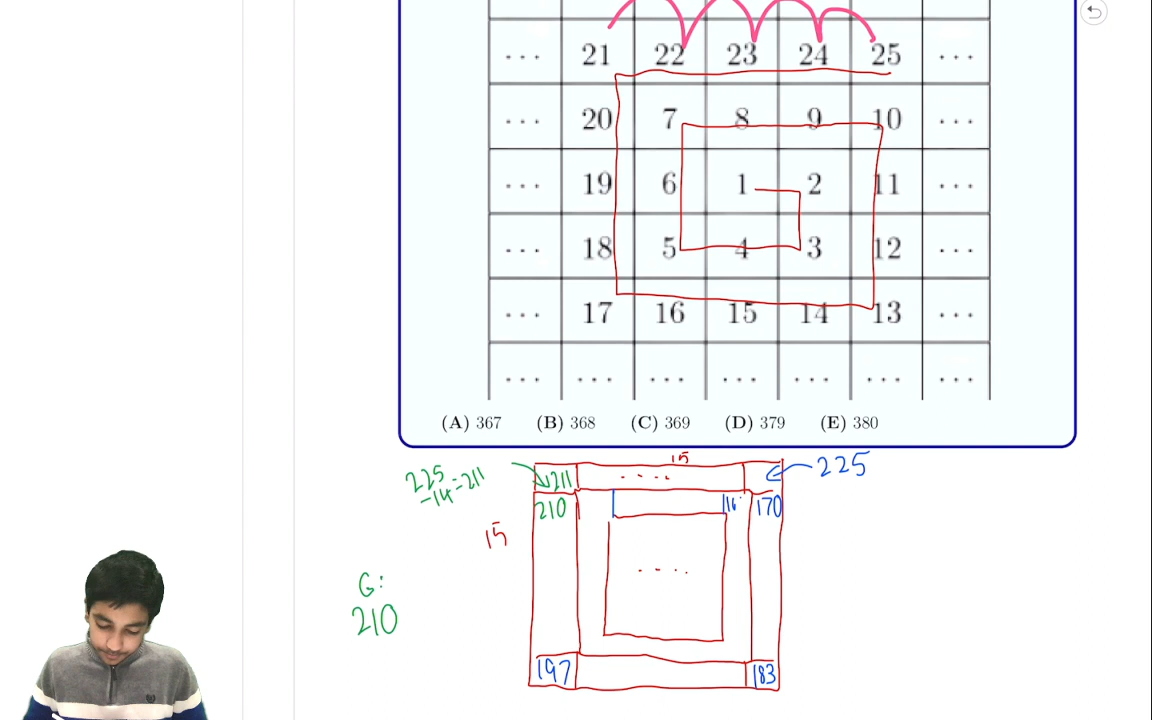 ... 21 22 23 24 25 ...
... 20 7 8 9 10 ...
... 19 6 1 2 11 ...
... 18 5 4 3 12 ...
... 17 16 15 14 13 ...
... ... ... ... ... ... ...
(A) 367 (B) 368 (C) 369 (D) 379 (E) 380
15
225
-14=211
211 ....
225
210
170
15
....
G:
210
197
183